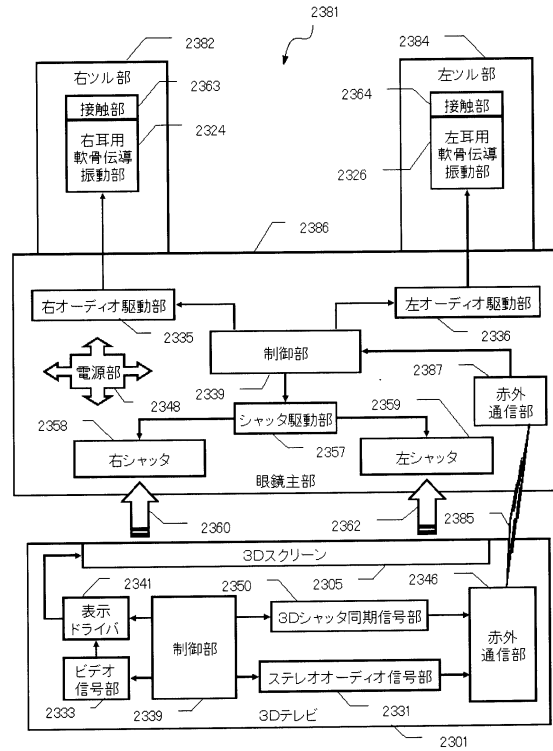 2381
2382
2384
右ツル部
2363
接触部
2324
右耳用
軟骨伝導
振動部
左ツル部
2364
接触部
左耳用
軟骨伝導
振動部
2326
2386
右オーディオ駆動部
2335
左オーディオ駆動部
2336
制御部
2339
2387
赤外
通信部
電源部
2348
シャッタ駆動部
2357
2358
右シャッタ
2359
左シャッタ
眼鏡主部
2360
2362
2385
3Dスクリーン
2341
2350
2305
2346
表示
ドライバ
3Dシャッタ同期信号部
制御部
赤外
通信部
ビデオ
信号部
ステレオオーディオ信号部
2333
2339
2331
3Dテレビ
2301